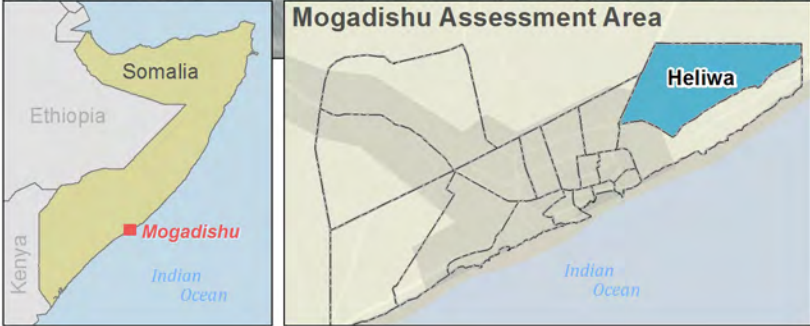 Somalia
Ethiopia
Kenya
Mogadishu
Indian
Ocean
Mogadishu Assessment Area
Heliwa
Indian
Ocean